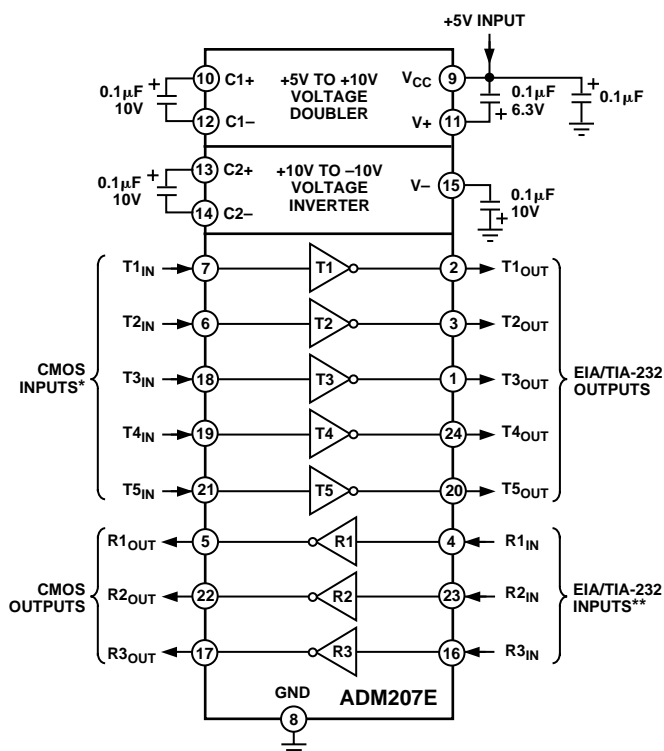 +5V INPUT
0.1µF
10V
+
10
C1+
12
C1–
+5V TO +10V
VOLTAGE
DOUBLER
VCC
9
V+
11
+
0.1µF
6.3V
+
0.1µF
0.1µF
10V
+
13
C2+
14
C2–
+10V TO –10V
VOLTAGE
INVERTER
V–
15
+
0.1µF
10V
CMOS
INPUTS*
T1IN 7 T1 2 T1OUT
T2IN 6 T2 3 T2OUT
T3IN 18 T3 1 T3OUT
T4IN 19 T4 24 T4OUT
T5IN 21 T5 20 T5OUT
EIA/TIA-232
OUTPUTS
CMOS
OUTPUTS
R1OUT 5 R1 4 R1IN
R2OUT 22 R2 23 R2IN
R3OUT 17 R3 16 R3IN
EIA/TIA-232
INPUTS**
GND
8
ADM207E